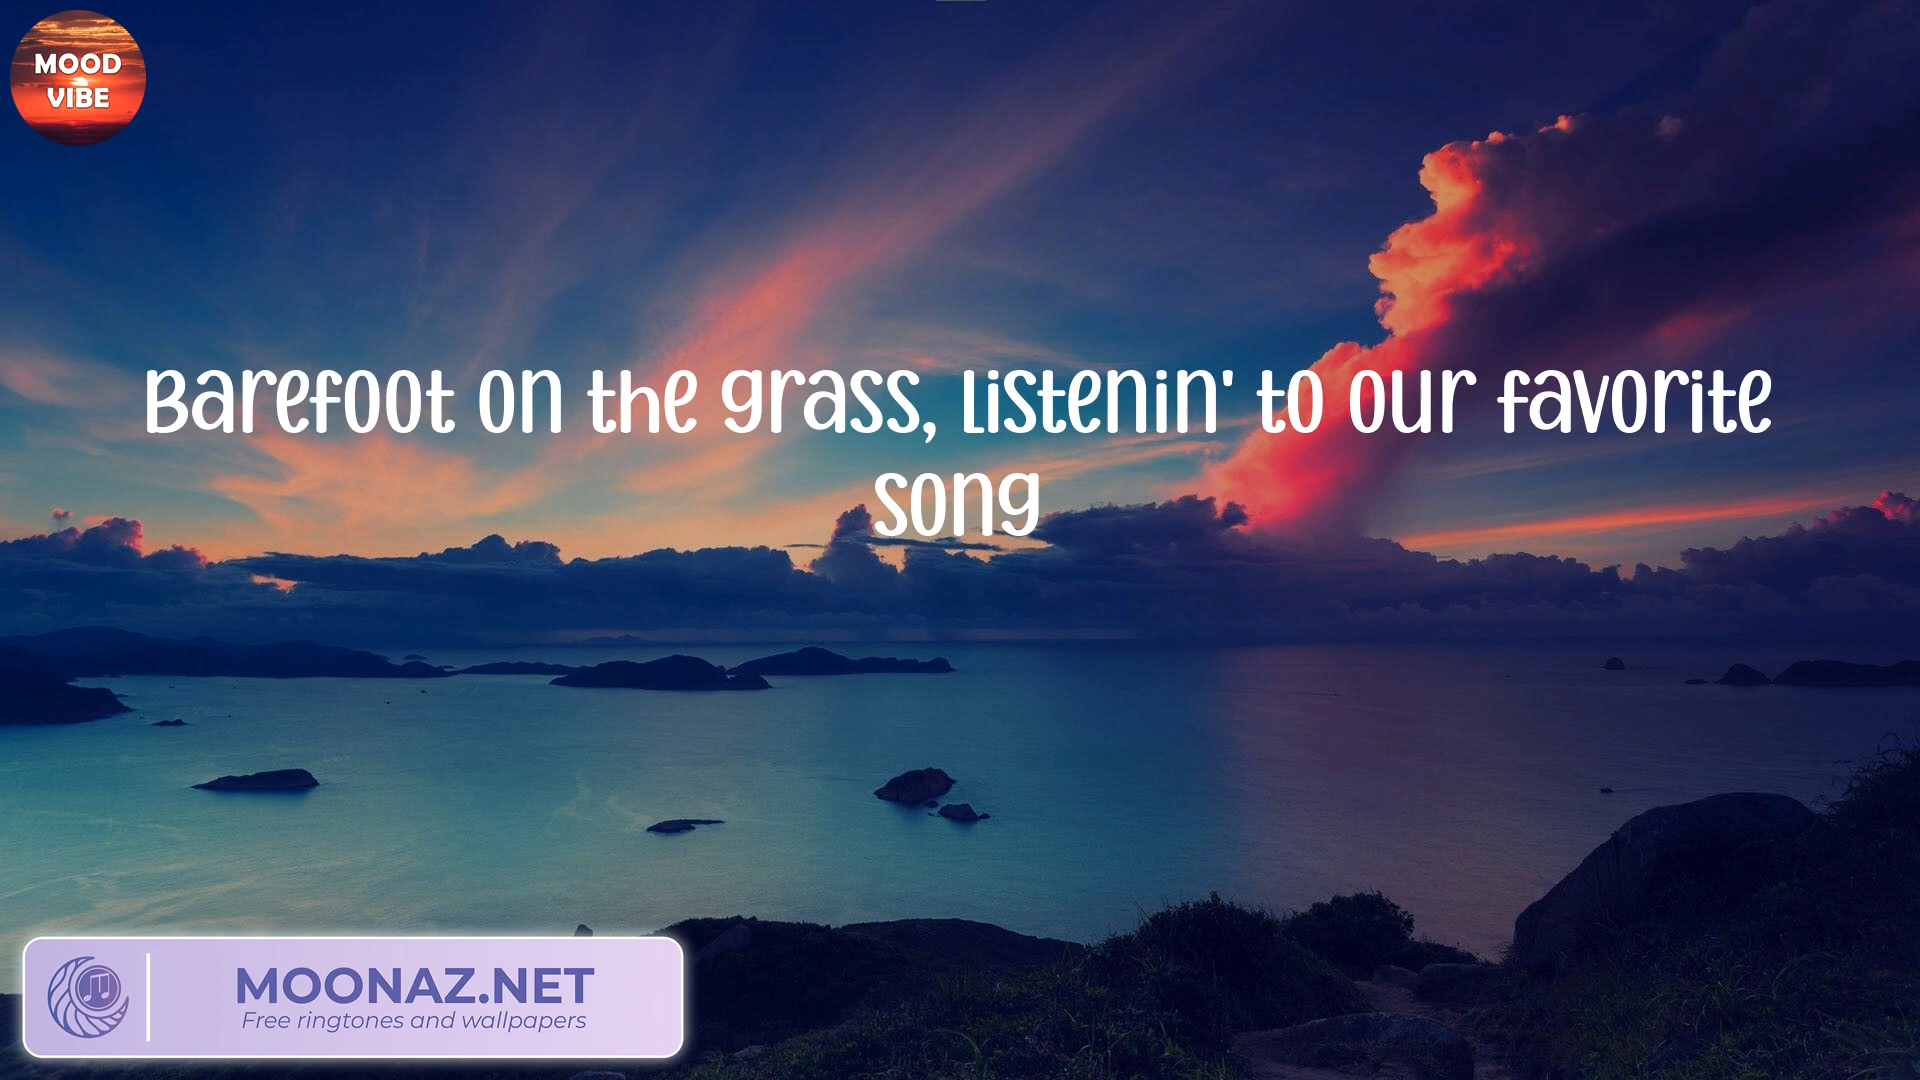 MOOD
VIBE
Barefoot on the grass, listenin' to our favorite
song
MOONAZ.NET
Free ringtones and wallpapers